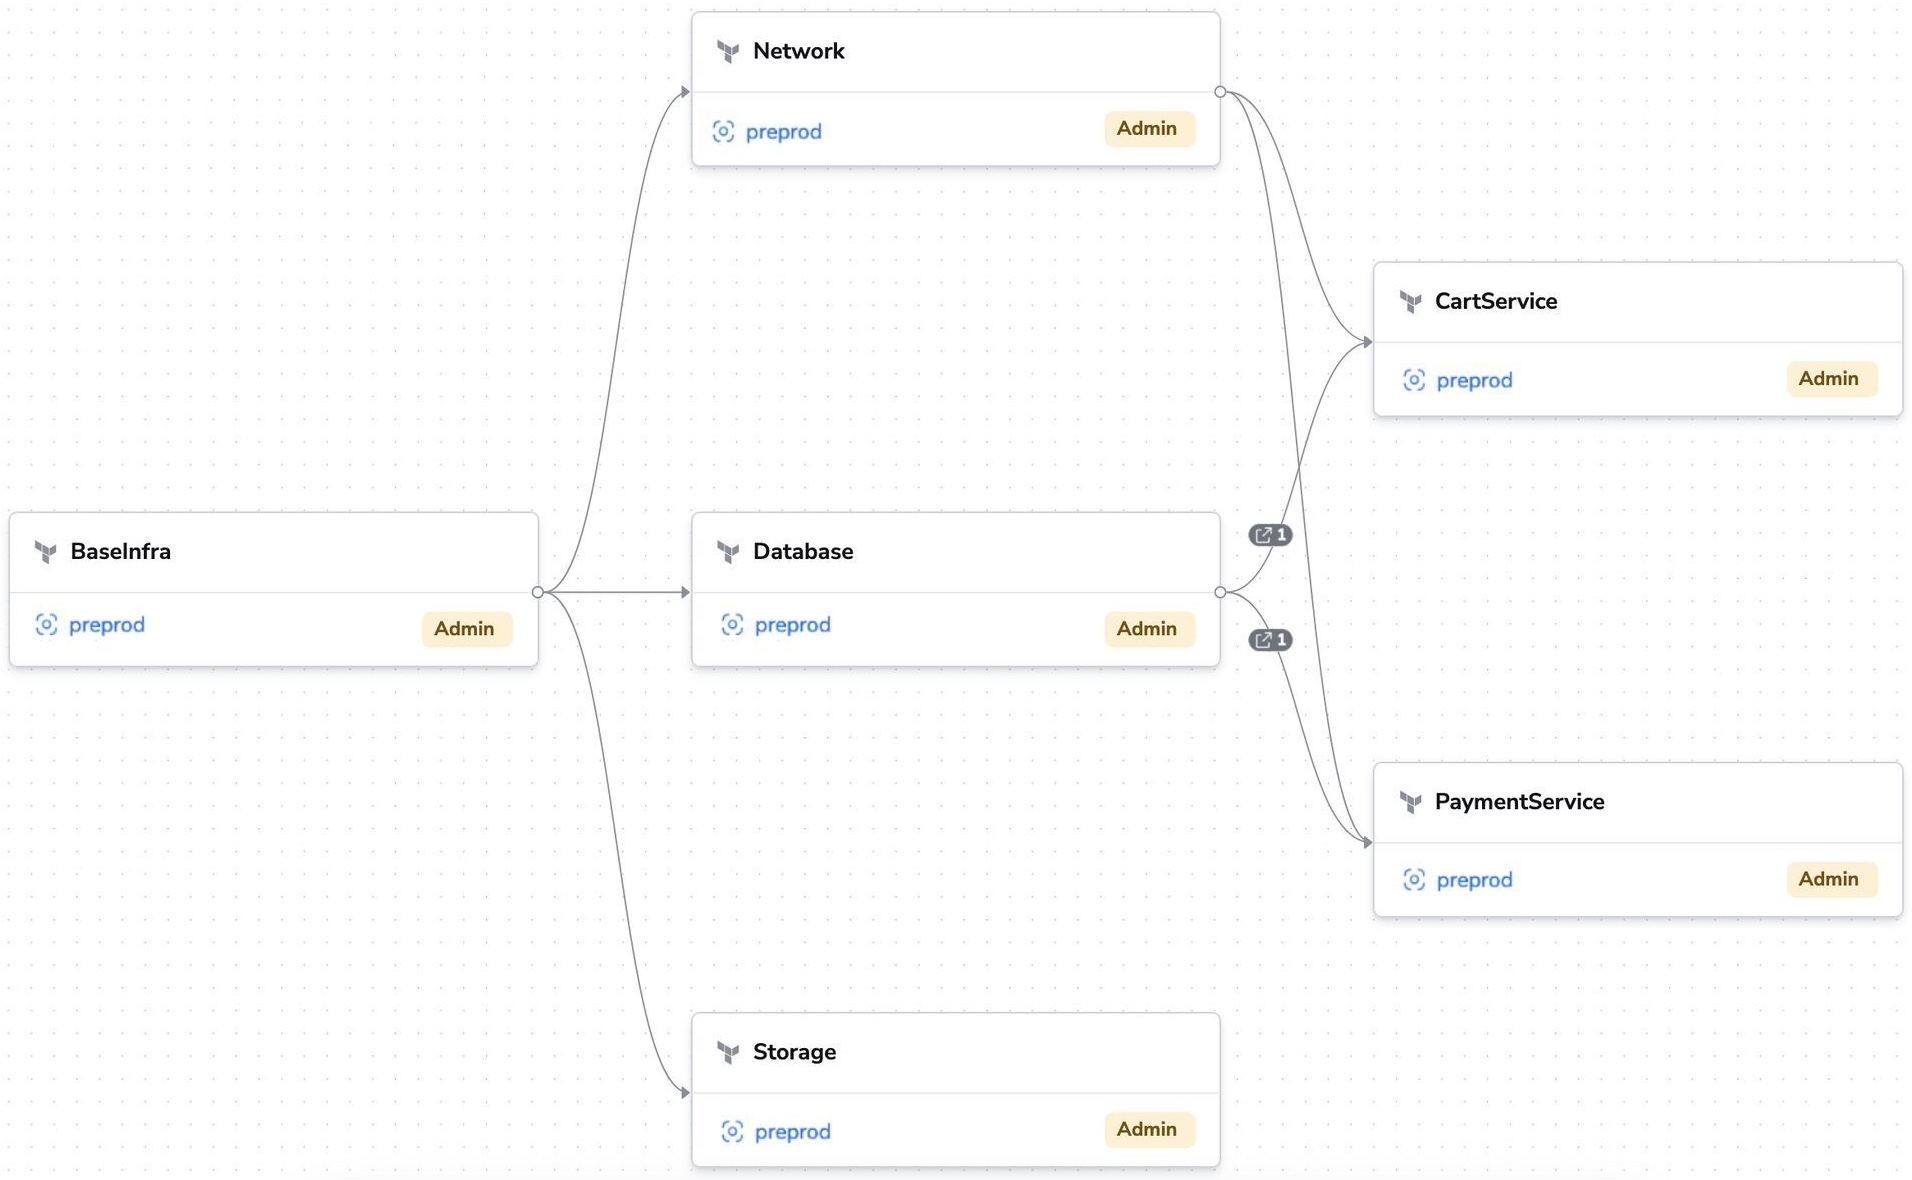 Network
preprod
Admin
CartService
preprod
Admin
BaseInfra
preprod
Admin
Database
preprod
Admin
1
1
PaymentService
preprod
Admin
Storage
preprod
Admin